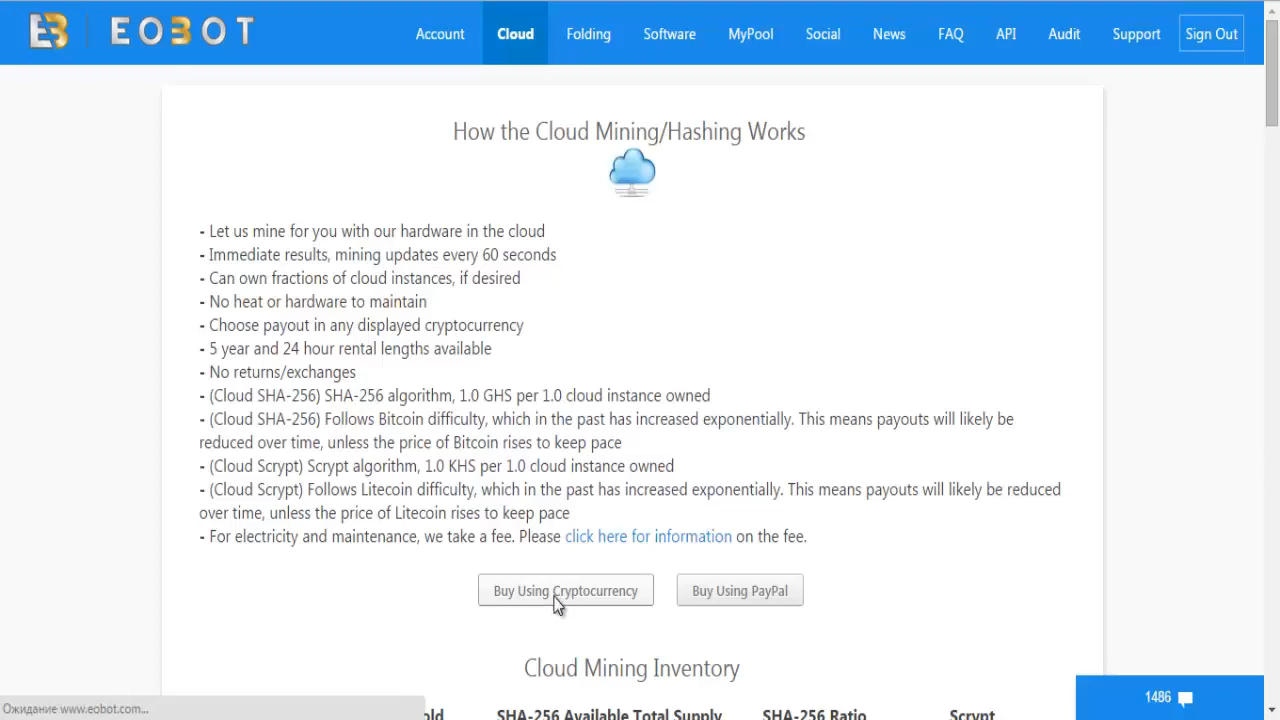 EB | EOBOT
Account Cloud Folding Software MyPool Social News FAQ API Audit Support Sign Out
How the Cloud Mining/Hashing Works
- Let us mine for you with our hardware in the cloud
- Immediate results, mining updates every 60 seconds
- Can own fractions of cloud instances, if desired
- No heat or hardware to maintain
- Choose payout in any displayed cryptocurrency
- 5 year and 24 hour rental lengths available
- No returns/exchanges
- (Cloud SHA-256) SHA-256 algorithm, 1.0 GHS per 1.0 cloud instance owned
- (Cloud SHA-256) Follows Bitcoin difficulty, which in the past has increased exponentially. This means payouts will likely be
reduced over time, unless the price of Bitcoin rises to keep pace
- (Cloud Scrypt) Scrypt algorithm, 1.0 KHS per 1.0 cloud instance owned
- (Cloud Scrypt) Follows Litecoin difficulty, which in the past has increased exponentially. This means payouts will likely be reduced
over time, unless the price of Litecoin rises to keep pace
- For electricity and maintenance, we take a fee. Please click here for information on the fee.
Buy Using Cryptocurrency Buy Using PayPal
Cloud Mining Inventory
1486
Ожидание www.eobot.com...
old SHA-256 Available Total Supply SHA-256 Ratio Scrypt